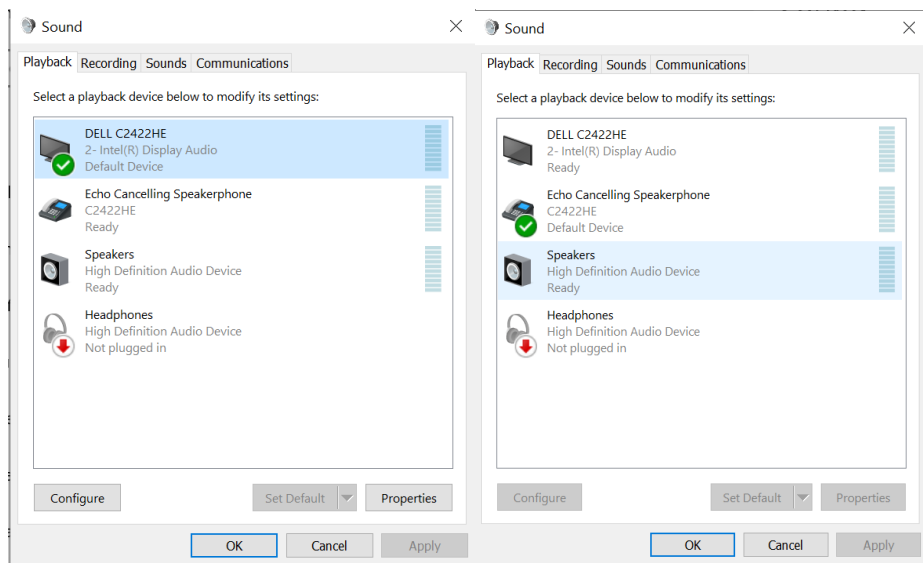 Sound
Playback Recording Sounds Communications
Select a playback device below to modify its settings:
DELL C2422HE
2- Intel(R) Display Audio
Default Device
Echo Cancelling Speakerphone
C2422HE
Ready
Speakers
High Definition Audio Device
Ready
Headphones
High Definition Audio Device
Not plugged in
Configure Set Default Properties
OK Cancel Apply
Sound
Playback Recording Sounds Communications
Select a playback device below to modify its settings:
DELL C2422HE
2- Intel(R) Display Audio
Ready
Echo Cancelling Speakerphone
C2422HE
Default Device
Speakers
High Definition Audio Device
Ready
Headphones
High Definition Audio Device
Not plugged in
Configure Set Default Properties
OK Cancel Apply